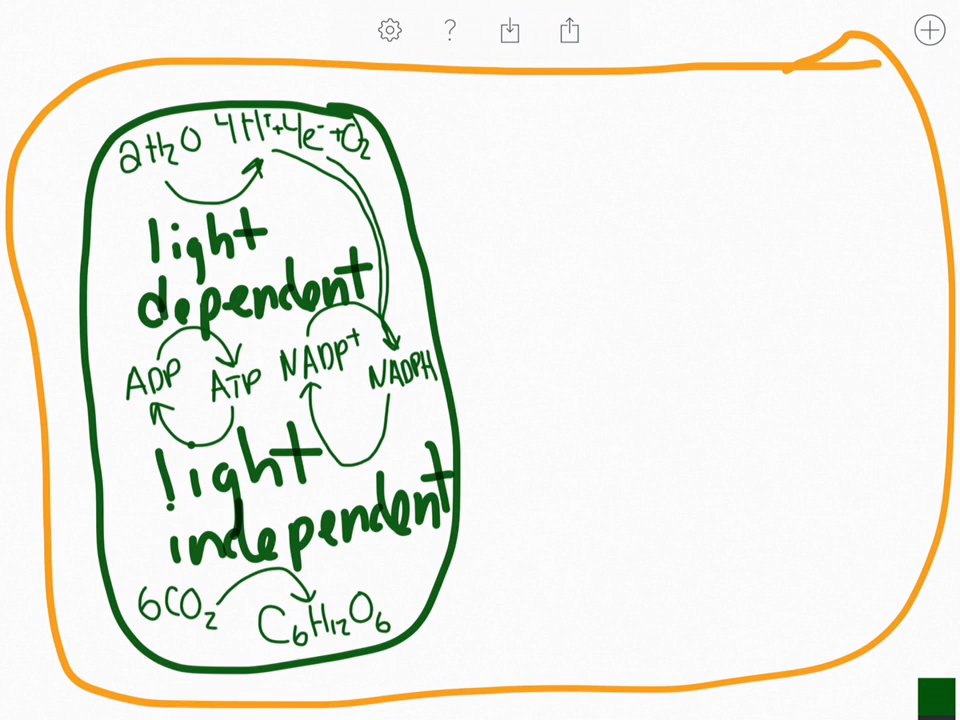 2H₂O 4H⁺+4e⁻+O₂
light
dependent
ADP ATP NADP⁺ NADPH
light
independent
6CO₂ C₆H₁₂O₆